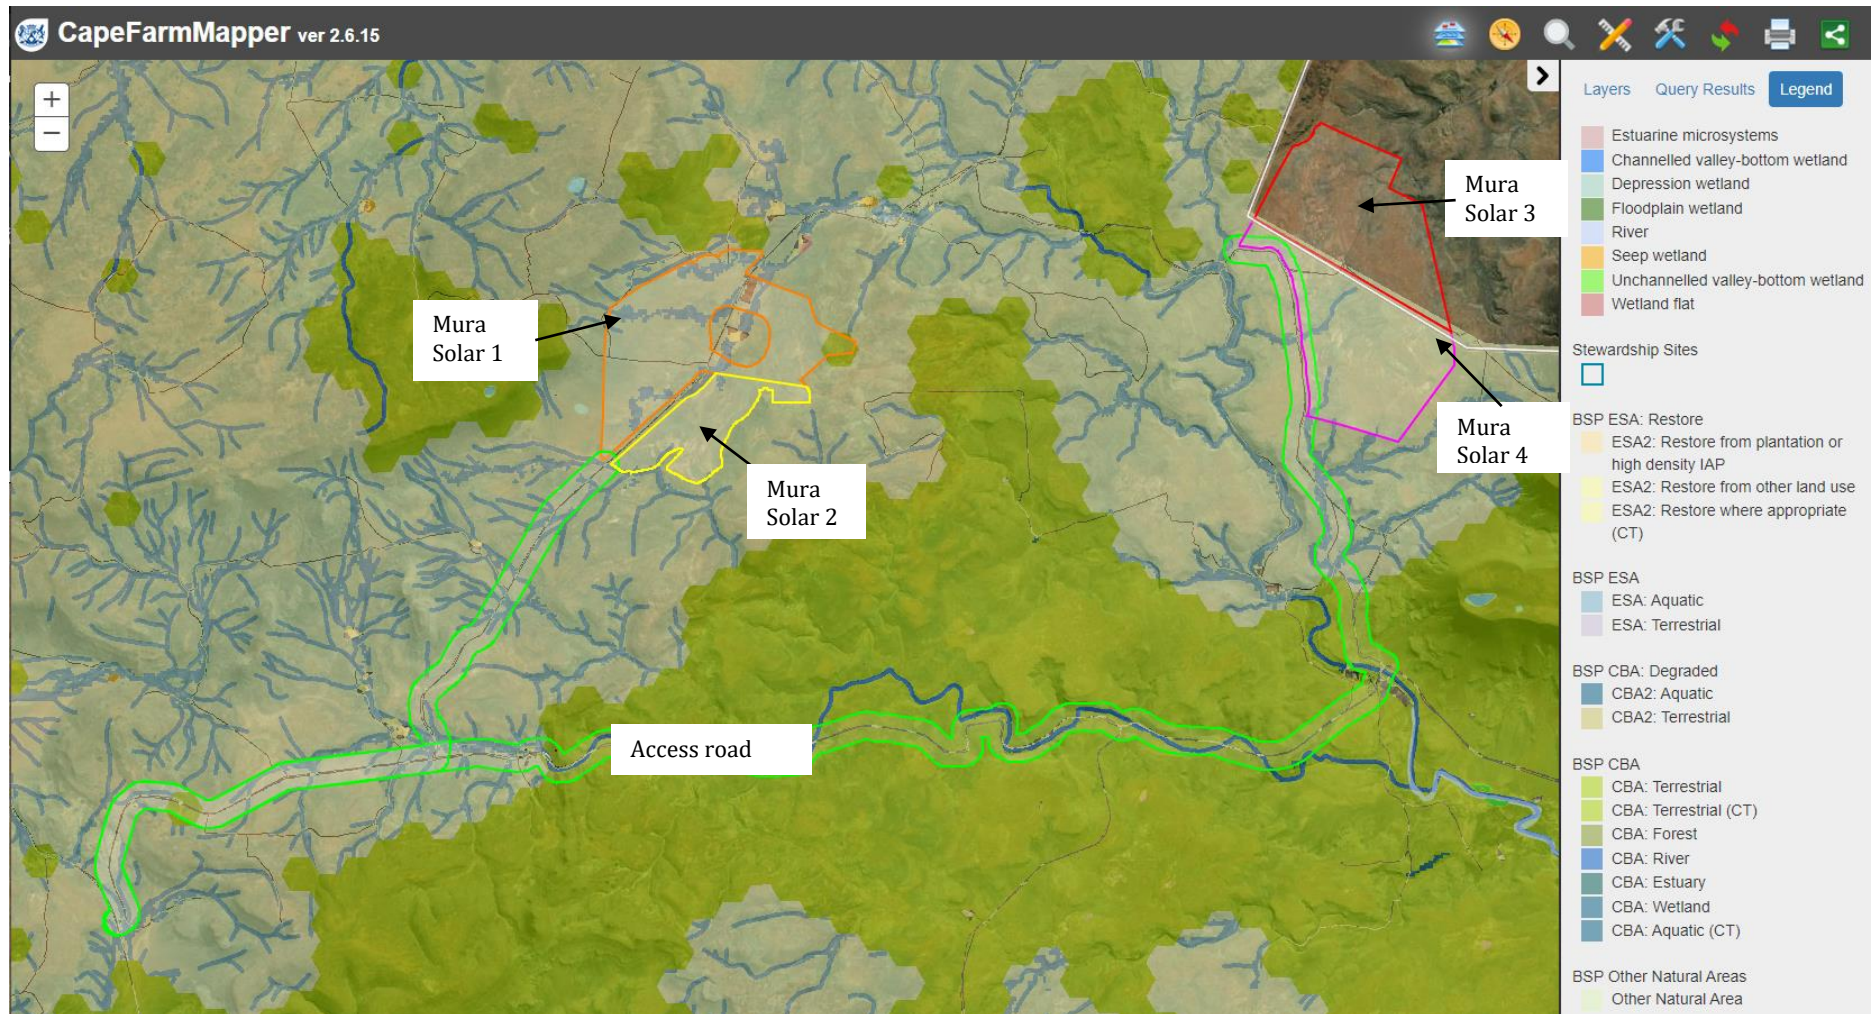 CapeFarmMapper ver 2.6.15
+
−
Mura
Solar 1
Mura
Solar 2
Mura
Solar 3
Mura
Solar 4
Access road
Layers Query Results Legend
Estuarine microsystems
Channelled valley-bottom wetland
Depression wetland
Floodplain wetland
River
Seep wetland
Unchannelled valley-bottom wetland
Wetland flat
Stewardship Sites
BSP ESA: Restore
ESA2: Restore from plantation or
high density IAP
ESA2: Restore from other land use
ESA2: Restore where appropriate
(CT)
BSP ESA
ESA: Aquatic
ESA: Terrestrial
BSP CBA: Degraded
CBA2: Aquatic
CBA2: Terrestrial
BSP CBA
CBA: Terrestrial
CBA: Terrestrial (CT)
CBA: Forest
CBA: River
CBA: Estuary
CBA: Wetland
CBA: Aquatic (CT)
BSP Other Natural Areas
Other Natural Area